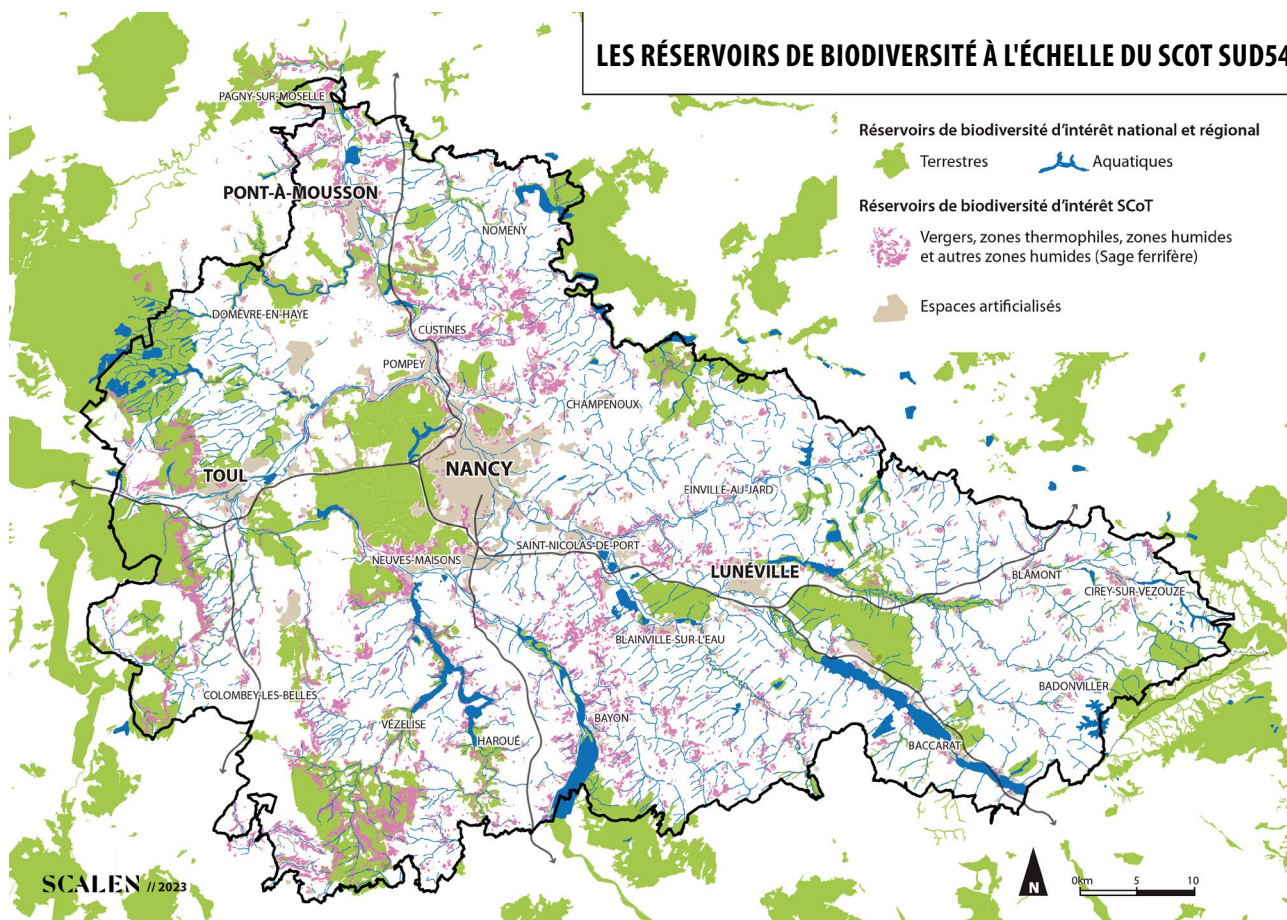 LES RÉSERVOIRS DE BIODIVERSITÉ À L'ÉCHELLE DU SCOT SUD54
Réservoirs de biodiversité d'intérêt national et régional
Terrestres
Aquatiques
Réservoirs de biodiversité d'intérêt SCoT
Vergers, zones thermophiles, zones humides
et autres zones humides (Sage ferrifère)
Espaces artificialisés
PAGNY-SUR-MOSELLE
PONT-À-MOUSSON
NOMENY
DOMÈVRE-EN-HAYE
CUSTINES
POMPEY
CHAMPENOUX
TOUL
NANCY
EINVILLE-AU-JARD
SAINT-NICOLAS-DE-PORT
NEUVES-MAISONS
LUNÉVILLE
BLÂMONT
CIREY-SUR-VEZOUZE
BLAINVILLE-SUR-L'EAU
COLOMBEY-LES-BELLES
BADONVILLER
VÉZELISE
BAYON
HAROUÉ
BACCARAT
SCALEN // 2023
N
0km 5 10